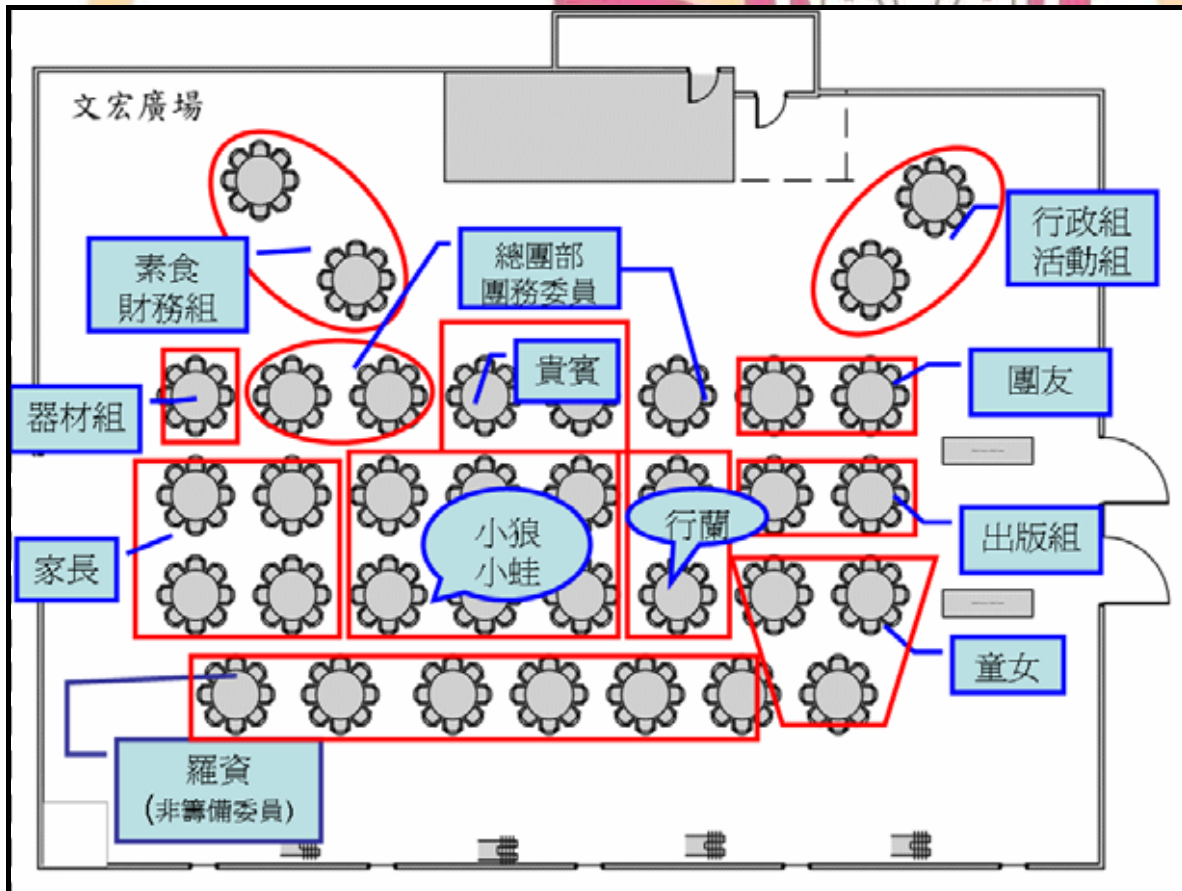 文宏廣場
素食
財務組
總團部
團務委員
行政組
活動組
器材組
貴賓
團友
家長
小狼
小蛙
行蘭
出版組
童女
羅資
(非籌備委員)